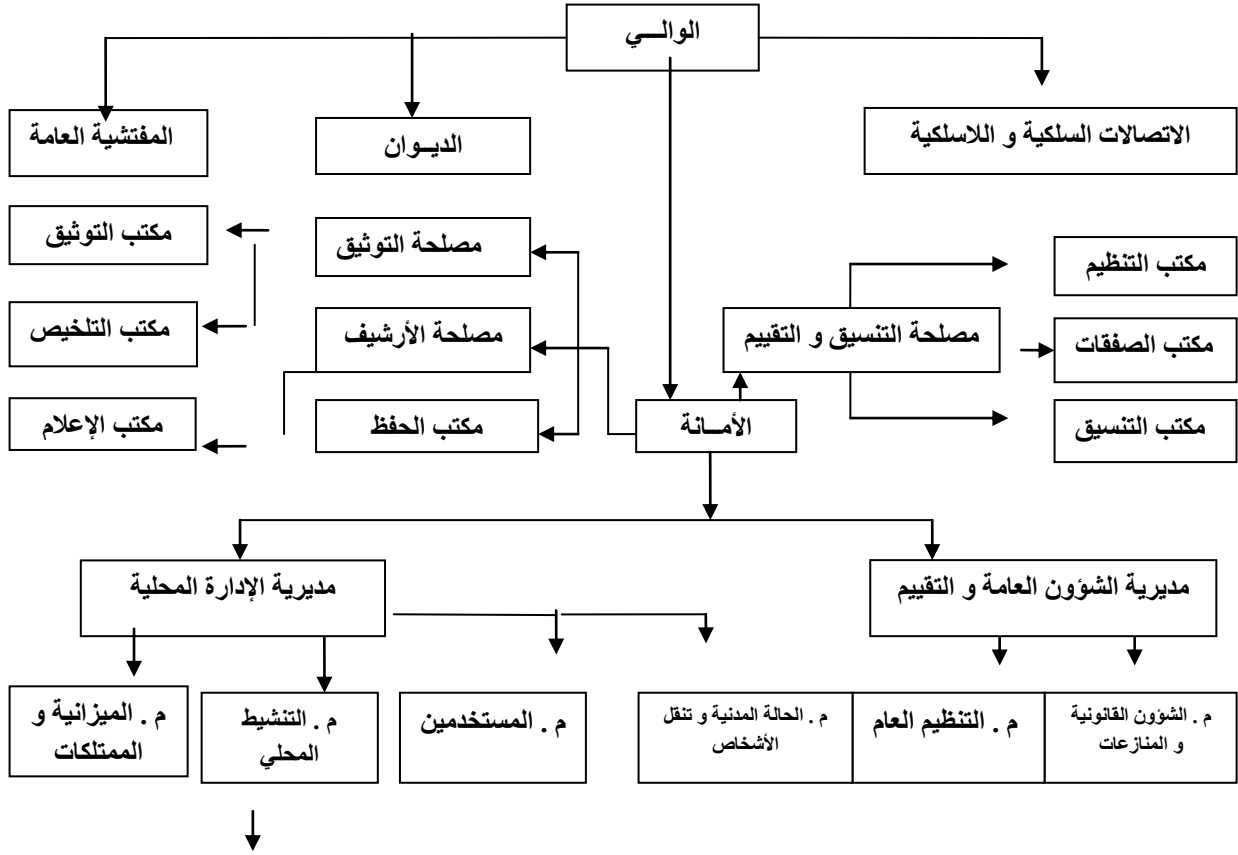 الوالــــي
الاتصالات السلكية و اللاسلكية
الديــوان
المفتشية العامة
مكتب التنظيم
مصلحة التوثيق
مكتب التوثيق
مكتب الصفقات
مصلحة التنسيق و التقييم
مصلحة الأرشيف
مكتب التلخيص
مكتب التنسيق
الأمــانة
مكتب الحفظ
مكتب الإعلام
مديرية الشؤون العامة و التقييم
مديرية الإدارة المحلية
م . الشؤون القانونية
و المنازعات
م . التنظيم العام
م . الحالة المدنية و تنقل
الأشخاص
م . المستخدمين
م . التنشيط
المحلي
م . الميزانية و
الممتلكات